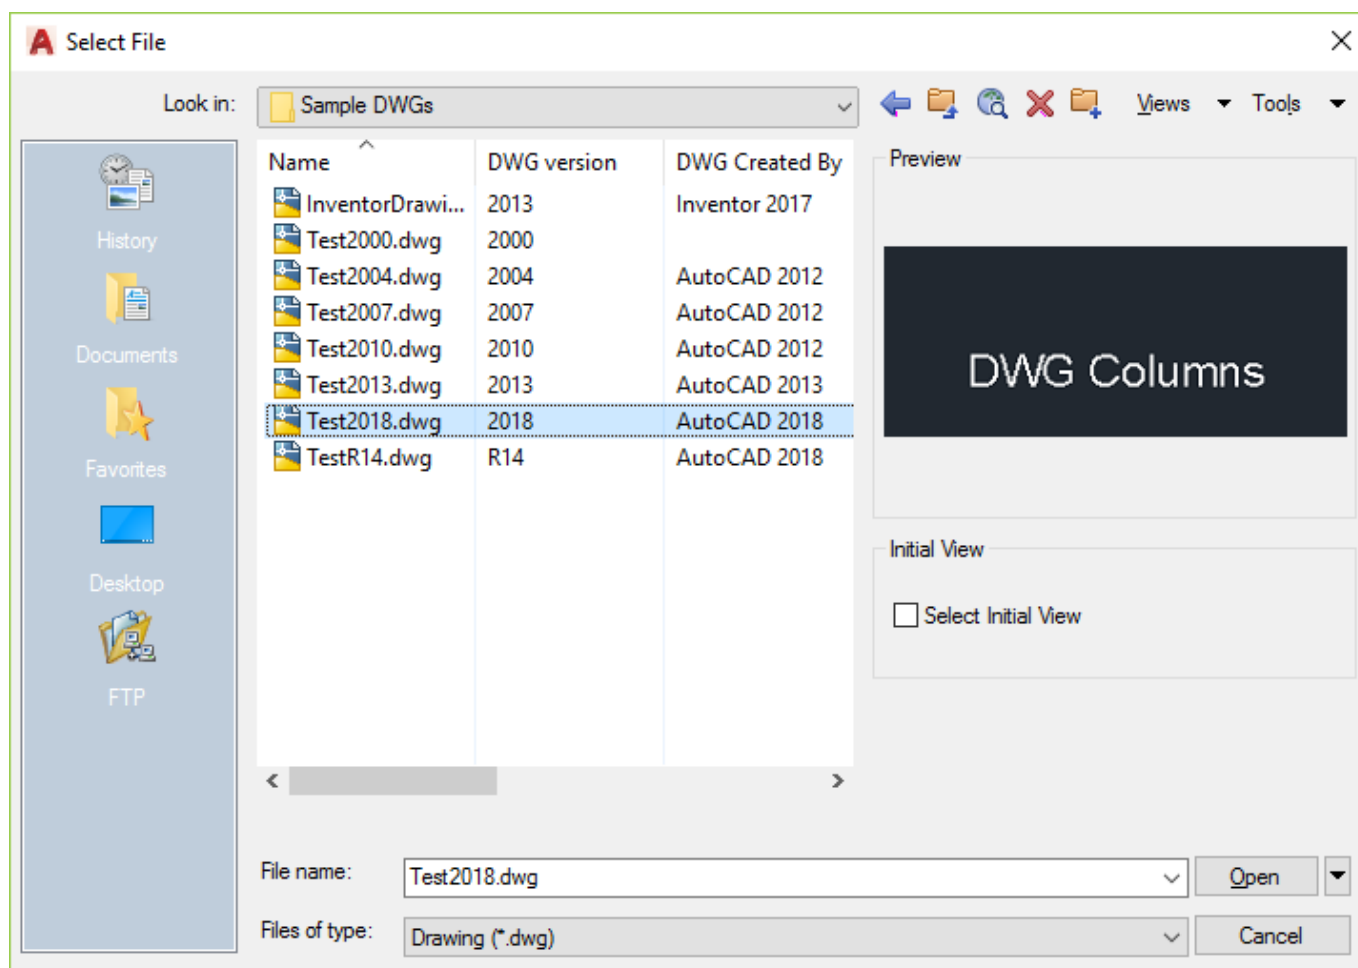 Select File
Look in: Sample DWGs Views Tools
Name DWG version DWG Created By
InventorDrawi... 2013 Inventor 2017
Test2000.dwg 2000
Test2004.dwg 2004 AutoCAD 2012
Test2007.dwg 2007 AutoCAD 2012
Test2010.dwg 2010 AutoCAD 2012
Test2013.dwg 2013 AutoCAD 2013
Test2018.dwg 2018 AutoCAD 2018
TestR14.dwg R14 AutoCAD 2018
History
Documents
Favorites
Desktop
FTP
Preview
DWG Columns
Initial View
Select Initial View
File name: Test2018.dwg Open
Files of type: Drawing (*.dwg) Cancel